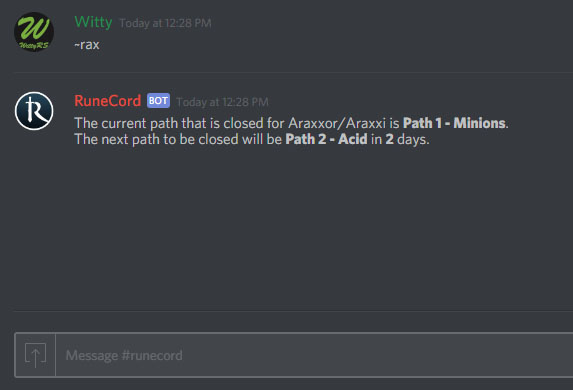 Witty Today at 12:28 PM
~rax
W
WittyRS
RuneCord BOT Today at 12:28 PM
R
The current path that is closed for Araxxor/Araxxi is Path 1 - Minions.
The next path to be closed will be Path 2 - Acid in 2 days.
Message #runecord